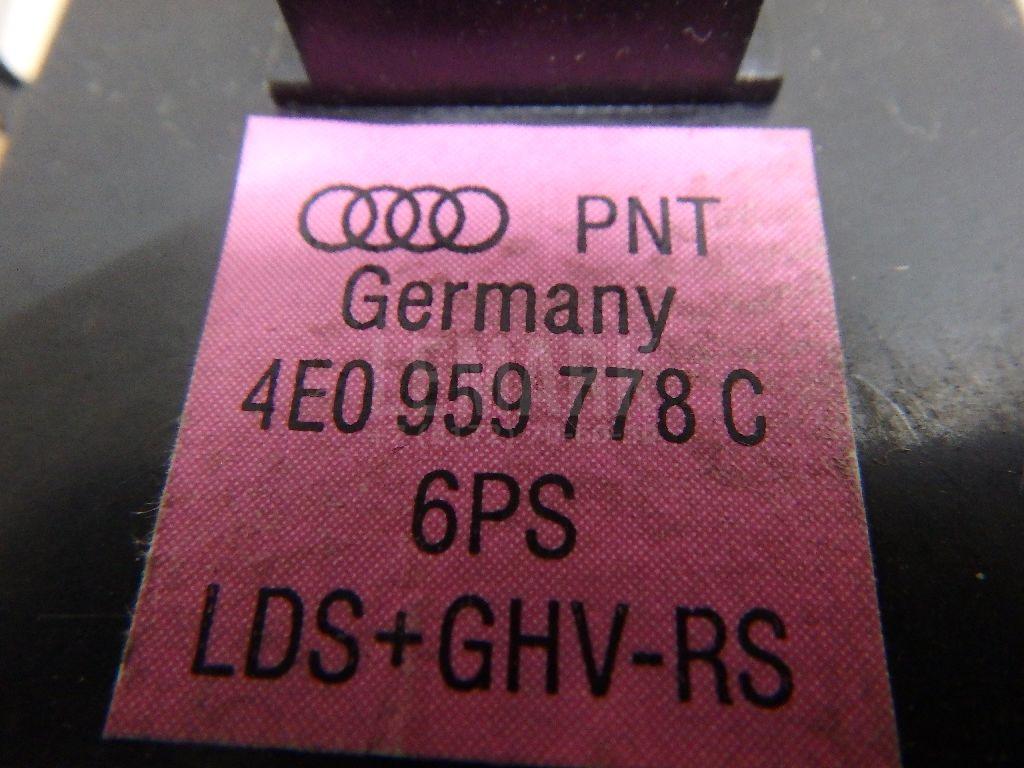 PNT
Germany
4E0 959 778 C
6PS
LDS+GHV-RS